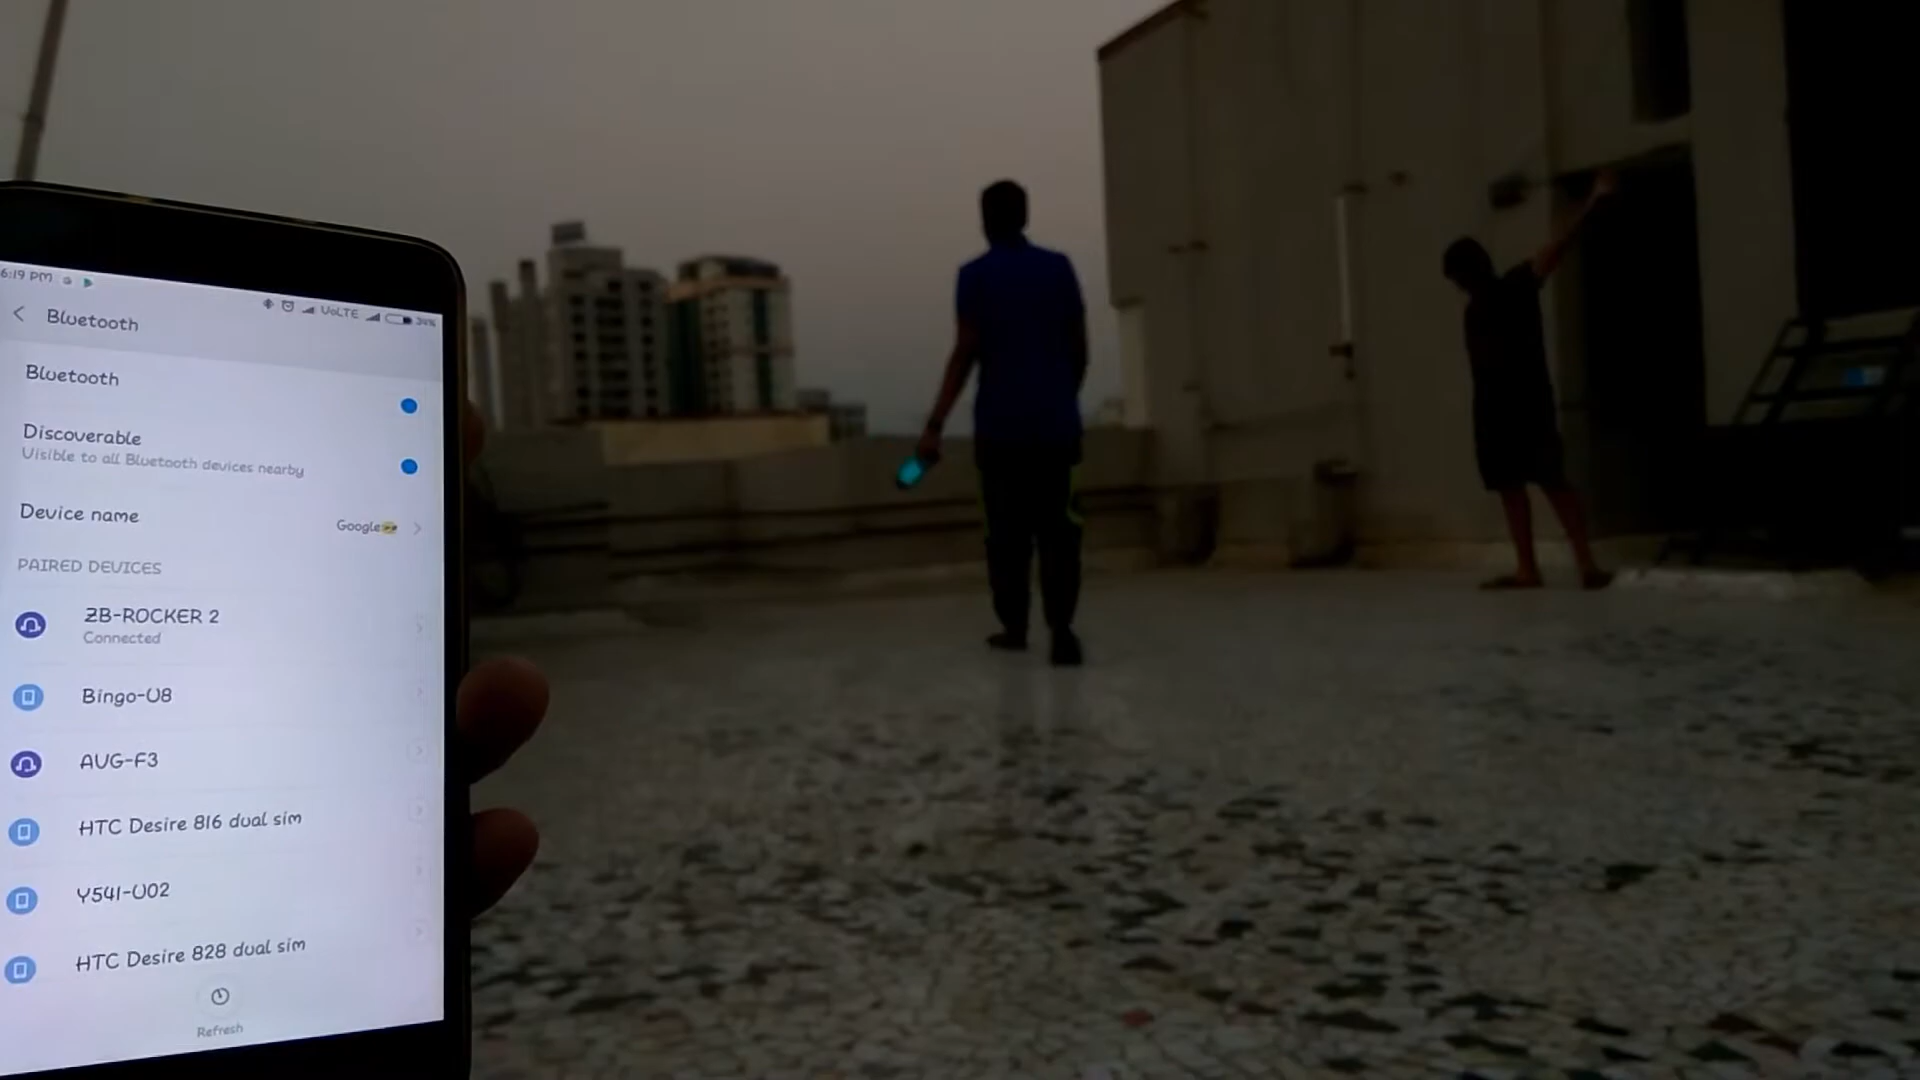 6:19 PM
VoLTE 34%
Bluetooth
Bluetooth
Discoverable
Visible to all Bluetooth devices nearby
Device name
Google
PAIRED DEVICES
ZB-ROCKER 2
Connected
Bingo-U8
AUG-F3
HTC Desire 816 dual sim
Y541-U02
HTC Desire 828 dual sim
Refresh